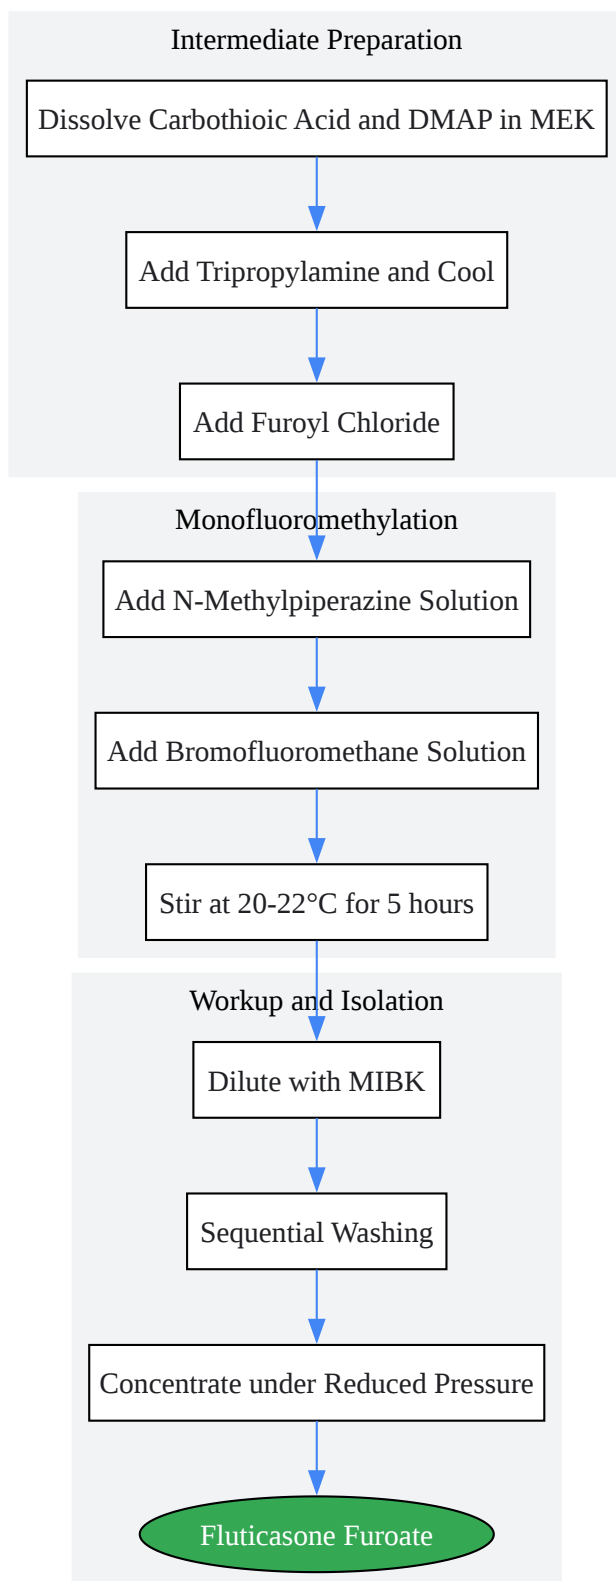 Intermediate Preparation
Dissolve Carbothioic Acid and DMAP in MEK
Add Tripropylamine and Cool
Add Furoyl Chloride
Monofluoromethylation
Add N-Methylpiperazine Solution
Add Bromofluoromethane Solution
Stir at 20-22°C for 5 hours
Workup and Isolation
Dilute with MIBK
Sequential Washing
Concentrate under Reduced Pressure
Fluticasone Furoate